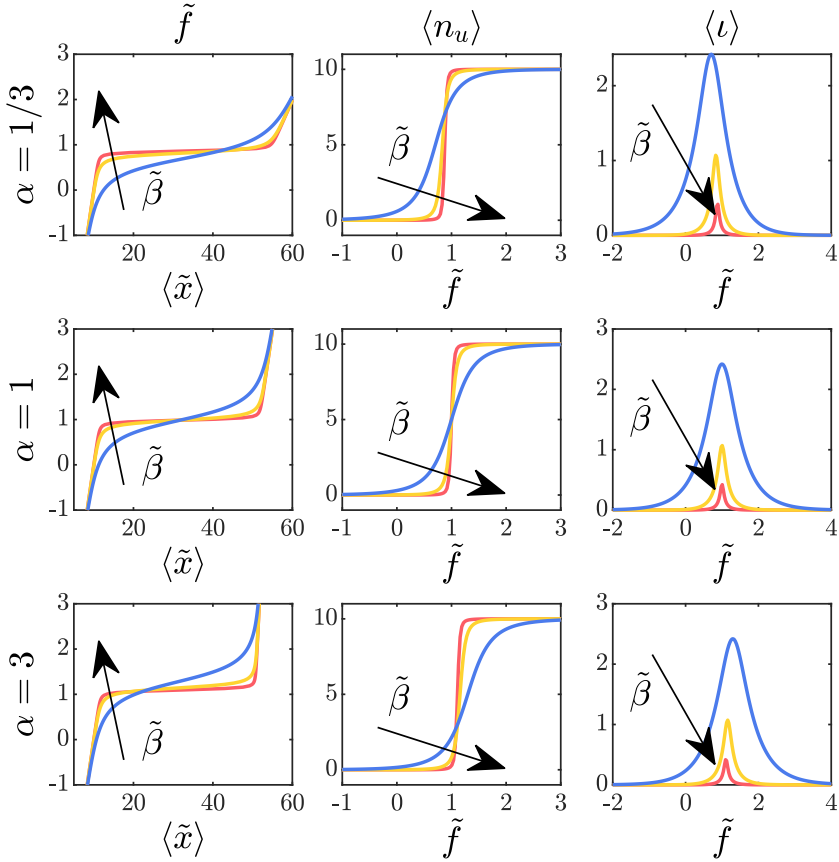 f̃ ⟨n_u⟩ ⟨ι⟩
α = 1/3
3 2 1 0 -1
β̃
20 40 60
⟨x̃⟩
10 5 0
β̃
-1 0 1 2 3
f̃
2 1 0
β̃
-2 0 2 4
f̃
α = 1
3 2 1 0 -1
β̃
20 40 60
⟨x̃⟩
10 5 0
β̃
-1 0 1 2 3
f̃
3 2 1 0
β̃
-2 0 2 4
f̃
α = 3
3 2 1 0 -1
β̃
20 40 60
⟨x̃⟩
10 5 0
β̃
-1 0 1 2 3
f̃
3 2 1 0
β̃
-2 0 2 4
f̃